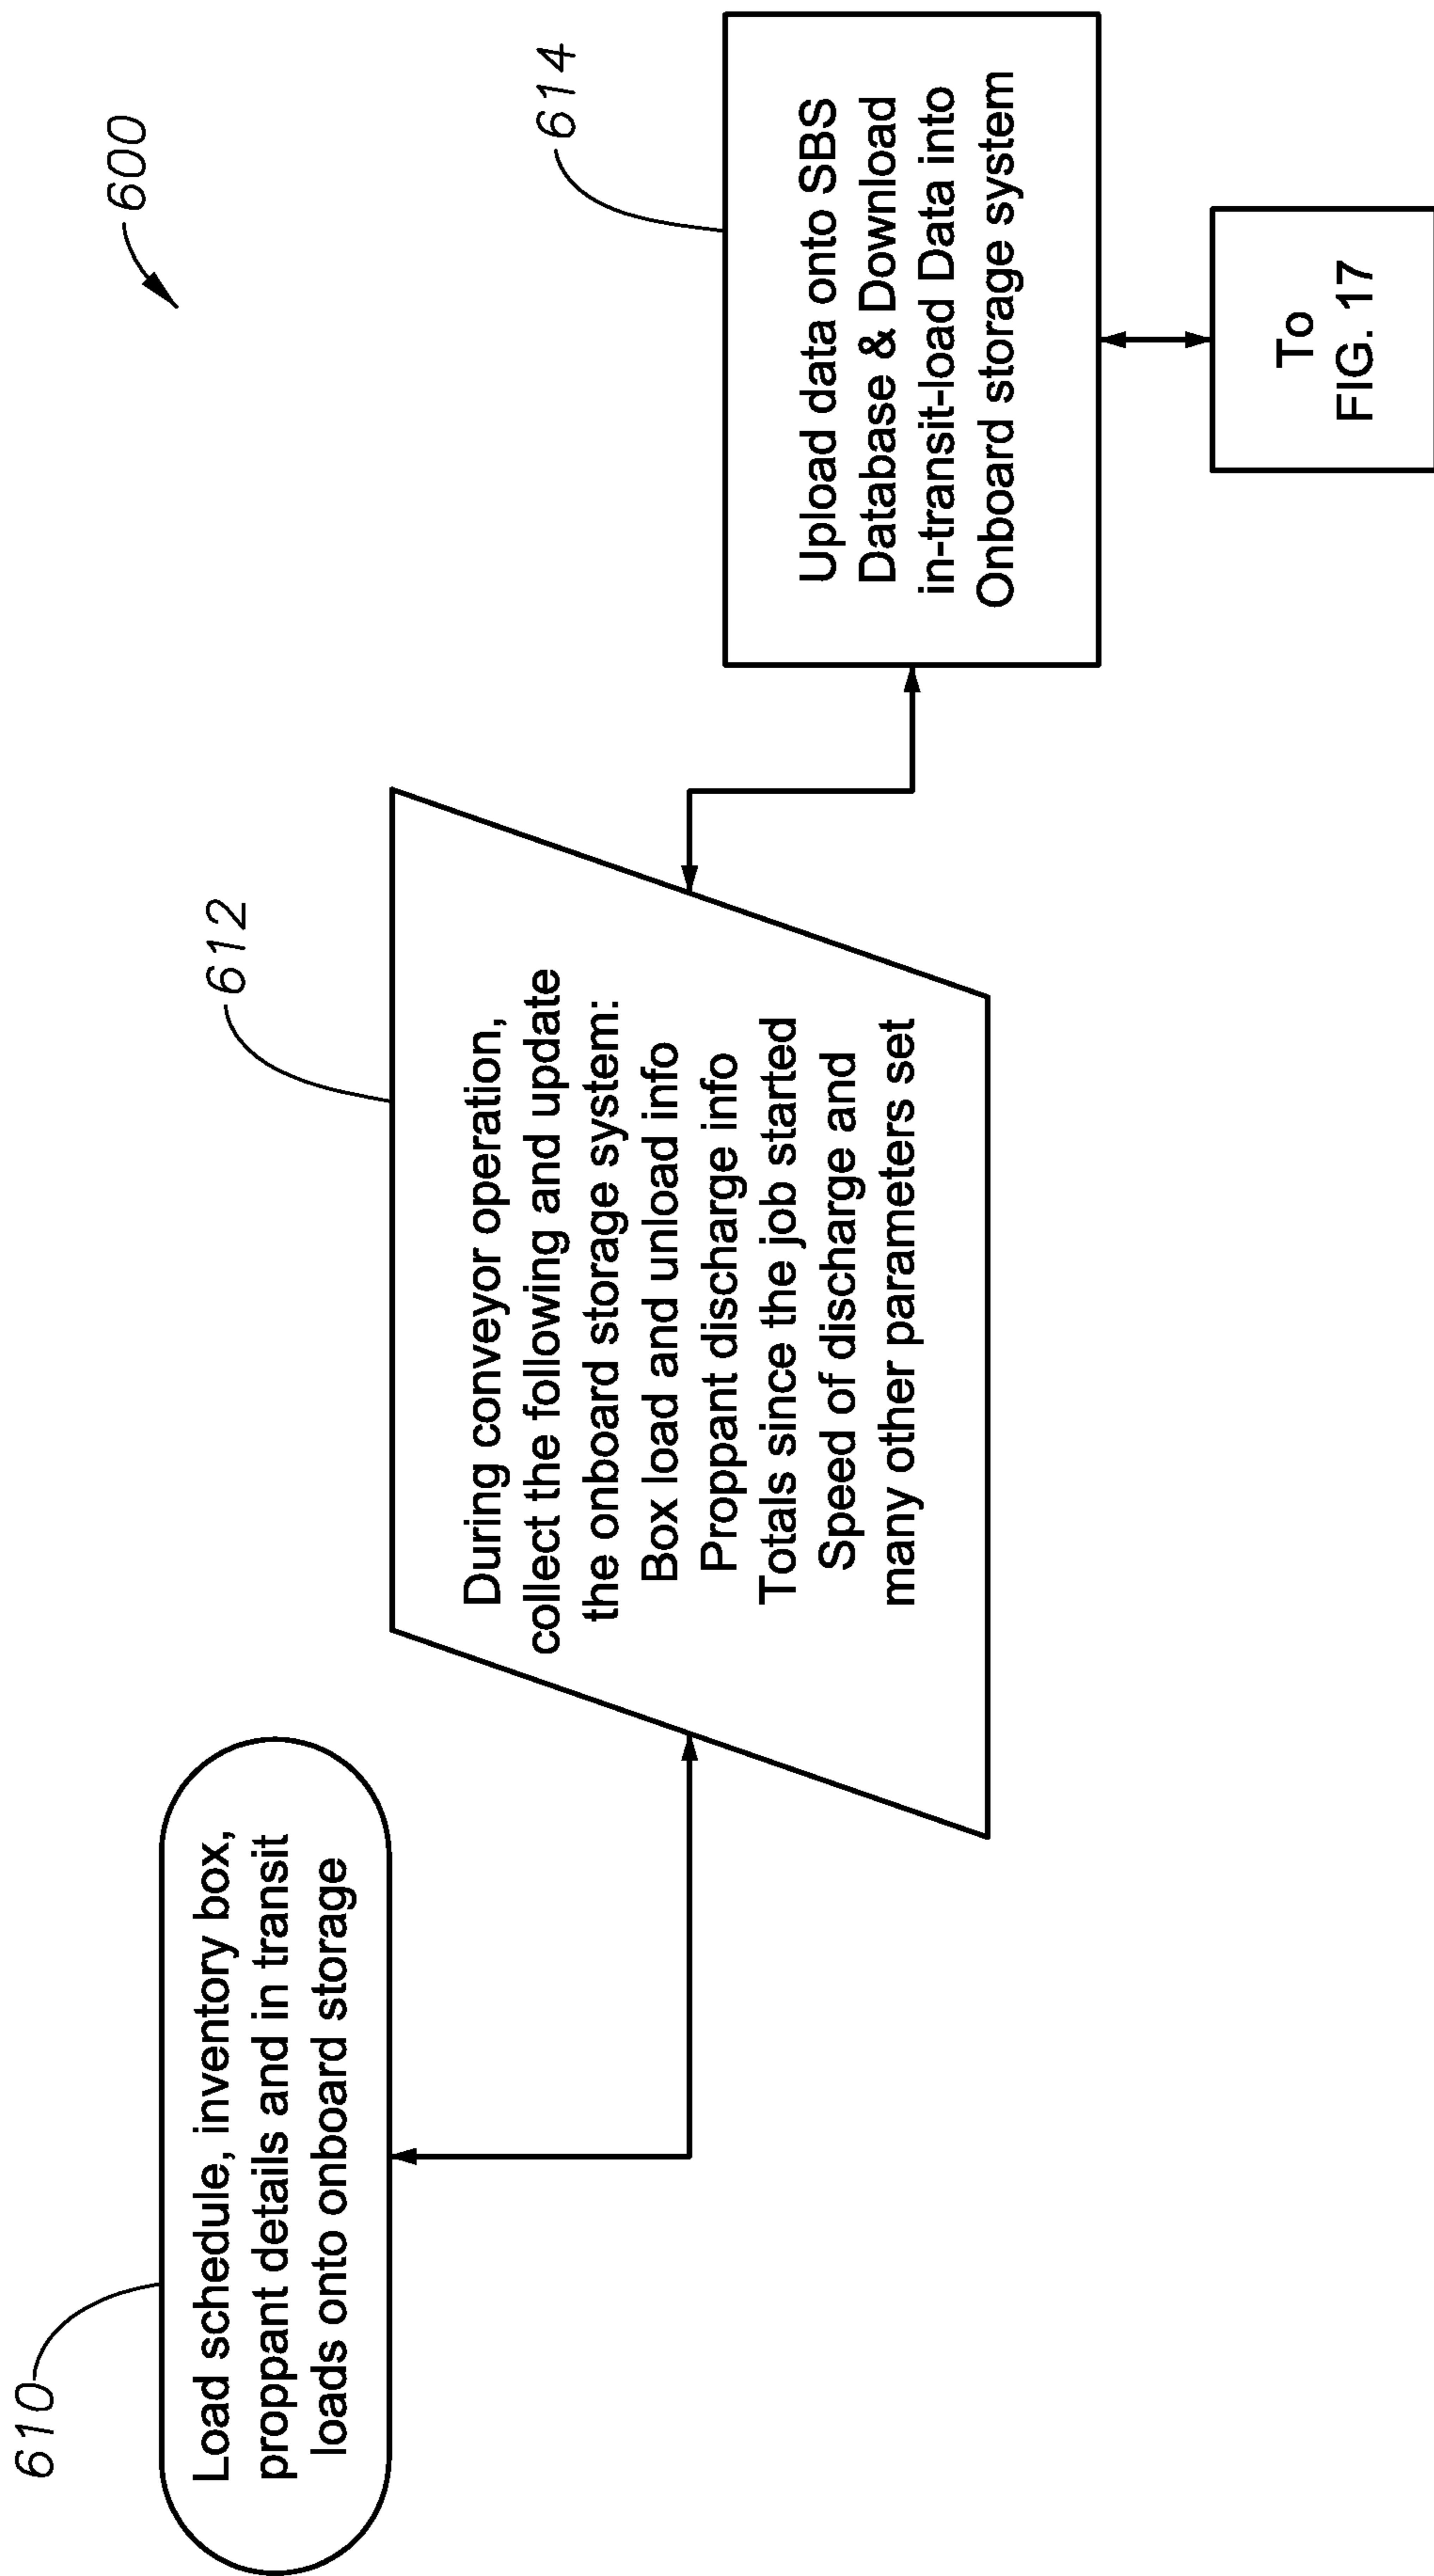 600
610
Load schedule, inventory box,
proppant details and in transit
loads onto onboard storage
612
During conveyor operation,
collect the following and update
the onboard storage system:
Box load and unload info
Proppant discharge info
Totals since the job started
Speed of discharge and
many other parameters set
614
Upload data onto SBS
Database & Download
in-transit-load Data into
Onboard storage system
To
FIG. 17